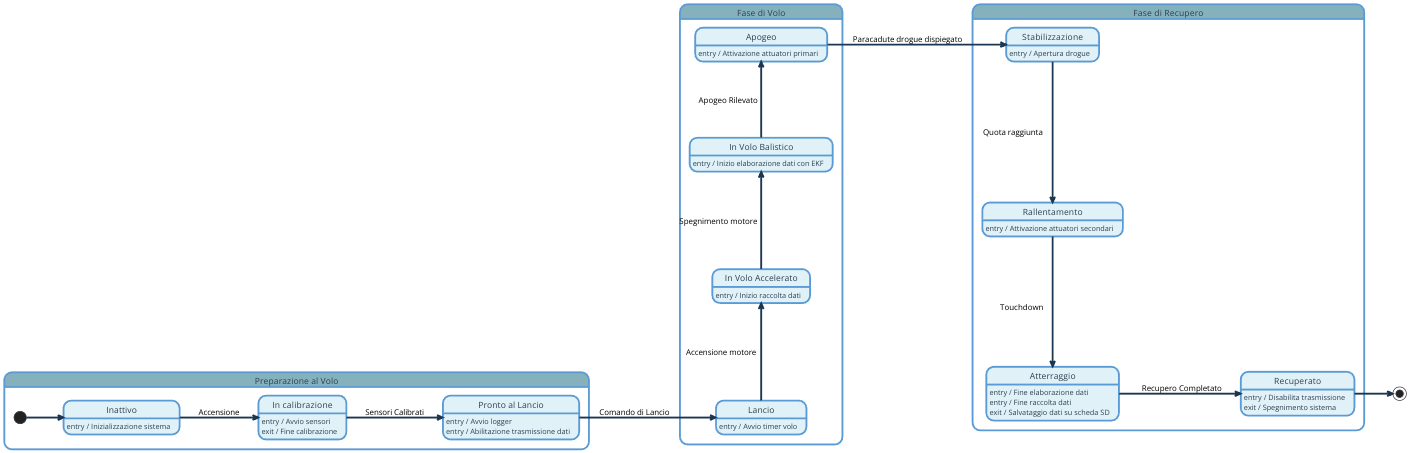 Preparazione al Volo
Inattivo
entry / Inizializzazione sistema
Accensione
In calibrazione
entry / Avvio sensori
exit / Fine calibrazione
Sensori Calibrati
Pronto al Lancio
entry / Avvio logger
entry / Abilitazione trasmissione dati
Comando di Lancio
Fase di Volo
Lancio
entry / Avvio timer volo
Accensione motore
In Volo Accelerato
entry / Inizio raccolta dati
Spegnimento motore
In Volo Balistico
entry / Inizio elaborazione dati con EKF
Apogeo Rilevato
Apogeo
entry / Attivazione attuatori primari
Paracadute drogue dispiegato
Fase di Recupero
Stabilizzazione
entry / Apertura drogue
Quota raggiunta
Rallentamento
entry / Attivazione attuatori secondari
Touchdown
Atterraggio
entry / Fine elaborazione dati
entry / Fine raccolta dati
exit / Salvataggio dati su scheda SD
Recupero Completato
Recuperato
entry / Disabilita trasmissione
exit / Spegnimento sistema